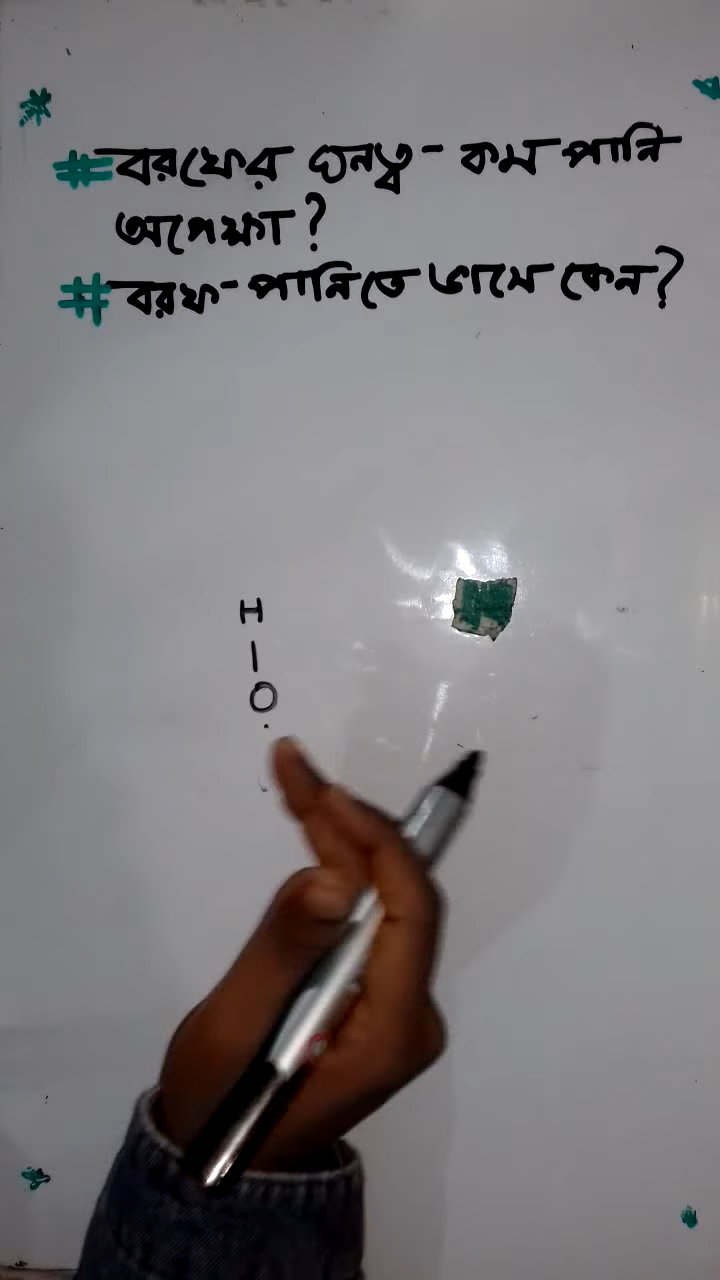 # বরফের ঘনত্ব - কম পানি
অপেক্ষা ?
# বরফ - পানিতে ভাসে কেন ?
H
|
O